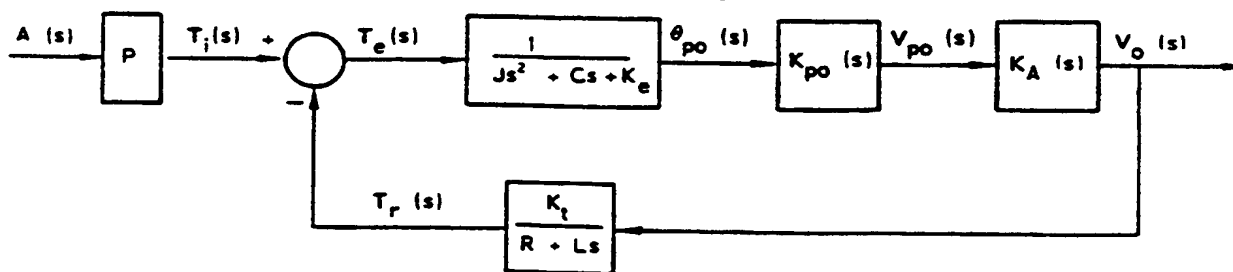 A (s)
P
T_i(s)
+
−
T_e(s)
1
Js² + Cs + K_e
θ_po (s)
K_po (s)
V_po (s)
K_A (s)
V_o (s)
T_r (s)
K_t
R + Ls